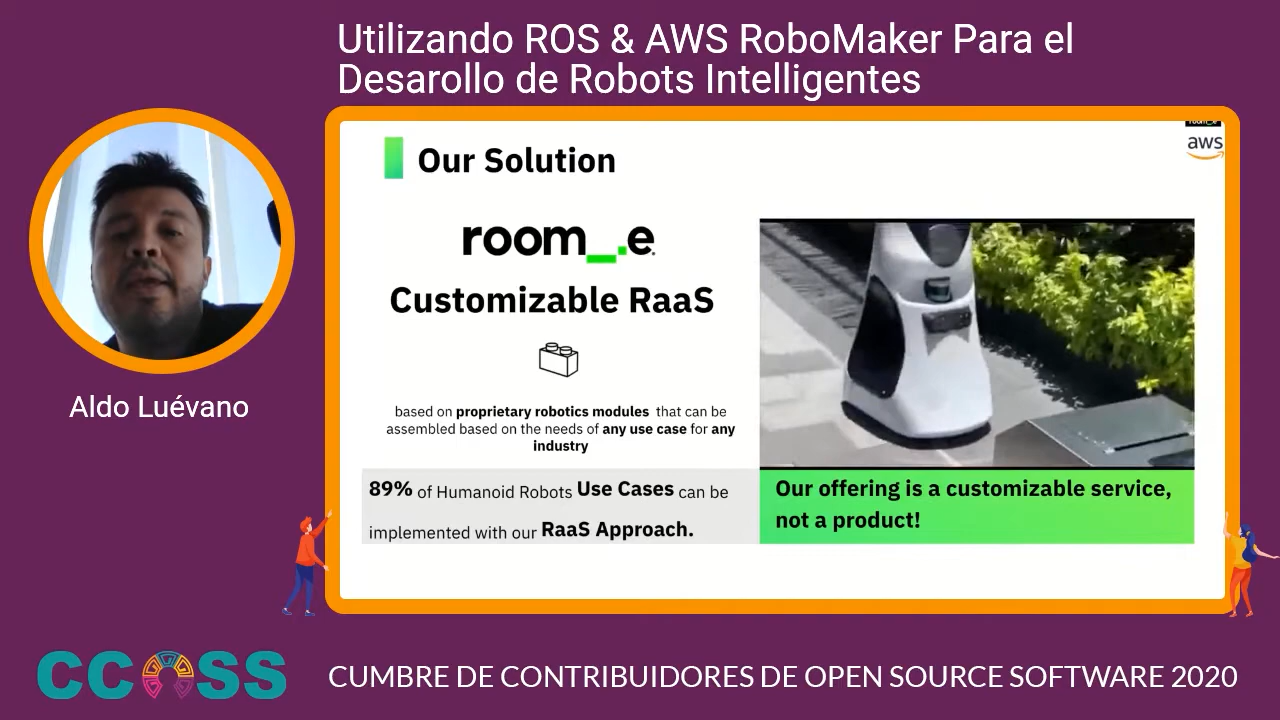 Utilizando ROS & AWS RoboMaker Para el
Desarollo de Robots Intelligentes
Our Solution
aws
room_.e
Customizable RaaS
based on proprietary robotics modules that can be
assembled based on the needs of any use case for any
industry
89% of Humanoid Robots Use Cases can be
implemented with our RaaS Approach.
Our offering is a customizable service,
not a product!
Aldo Luévano
CCOSS
CUMBRE DE CONTRIBUIDORES DE OPEN SOURCE SOFTWARE 2020